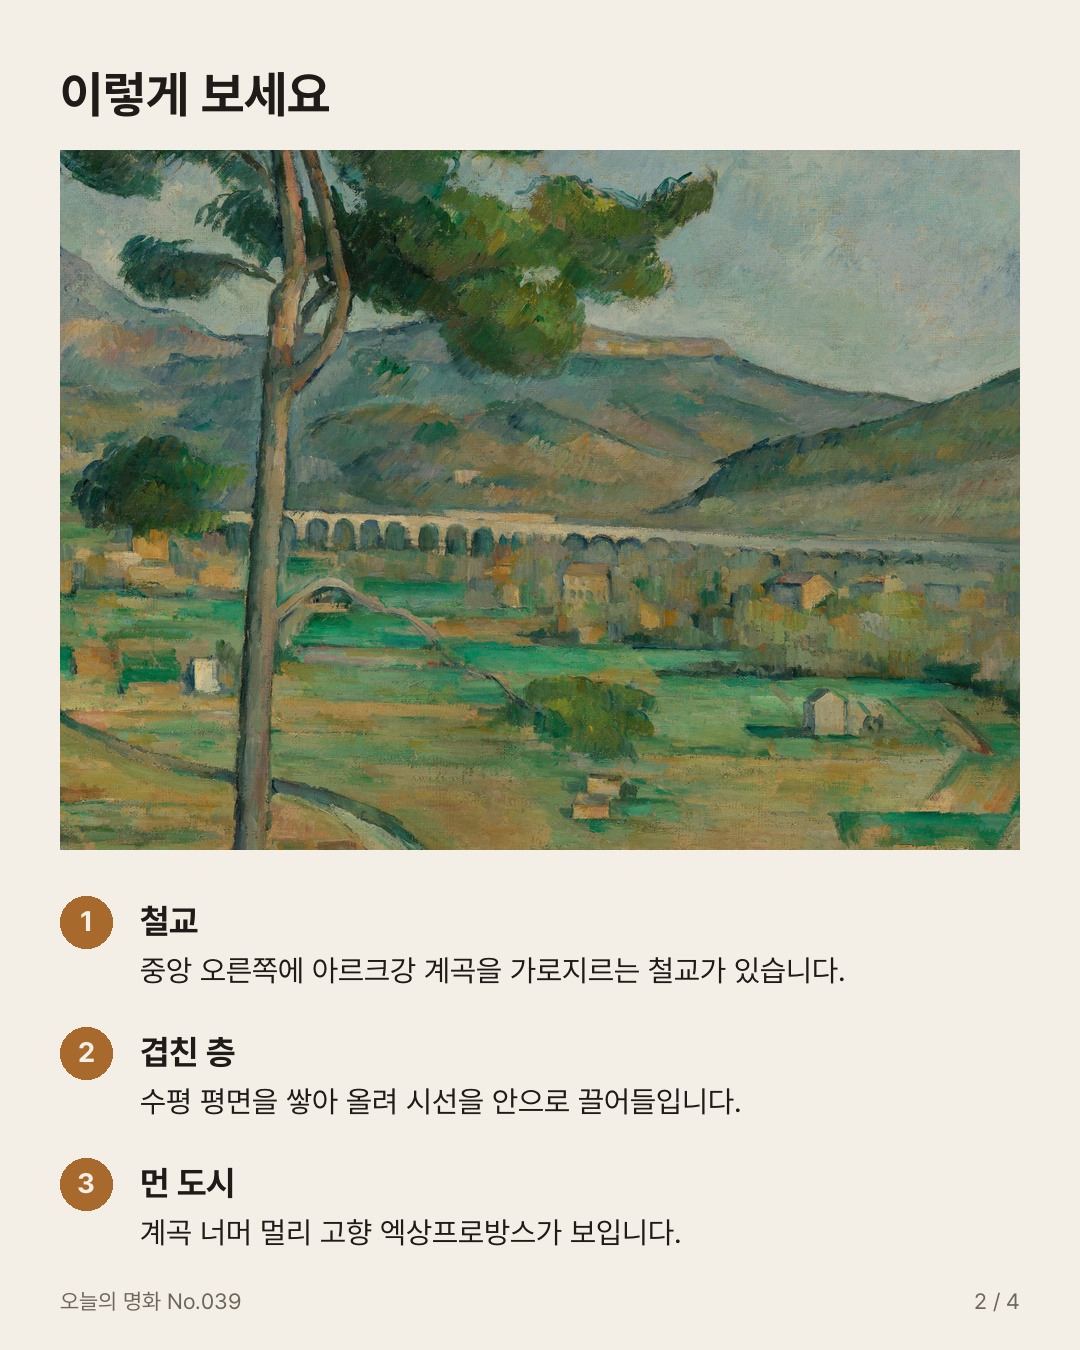 이렇게 보세요
1 철교
중앙 오른쪽에 아르크강 계곡을 가로지르는 철교가 있습니다.
2 겹친 층
수평 평면을 쌓아 올려 시선을 안으로 끌어들입니다.
3 먼 도시
계곡 너머 멀리 고향 엑상프로방스가 보입니다.
오늘의 명화 No.039
2 / 4